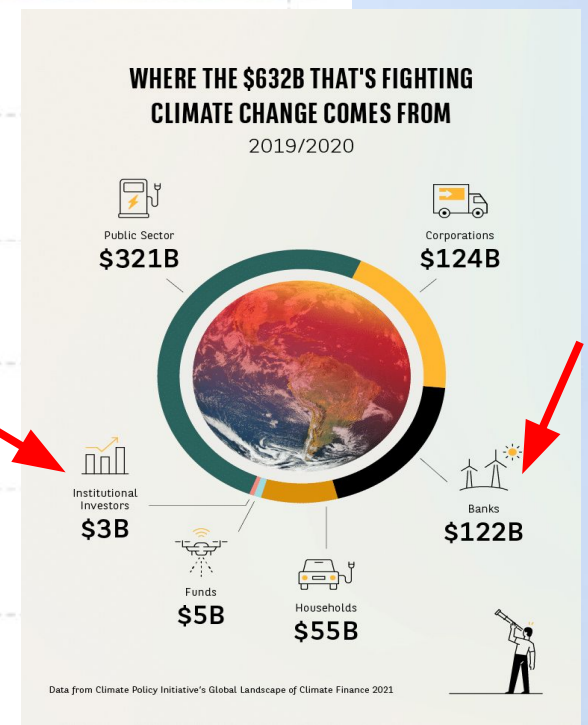 WHERE THE $632B THAT'S FIGHTING
CLIMATE CHANGE COMES FROM
2019/2020
Public Sector
$321B
Corporations
$124B
Institutional
Investors
$3B
Banks
$122B
Funds
$5B
Households
$55B
Data from Climate Policy Initiative's Global Landscape of Climate Finance 2021